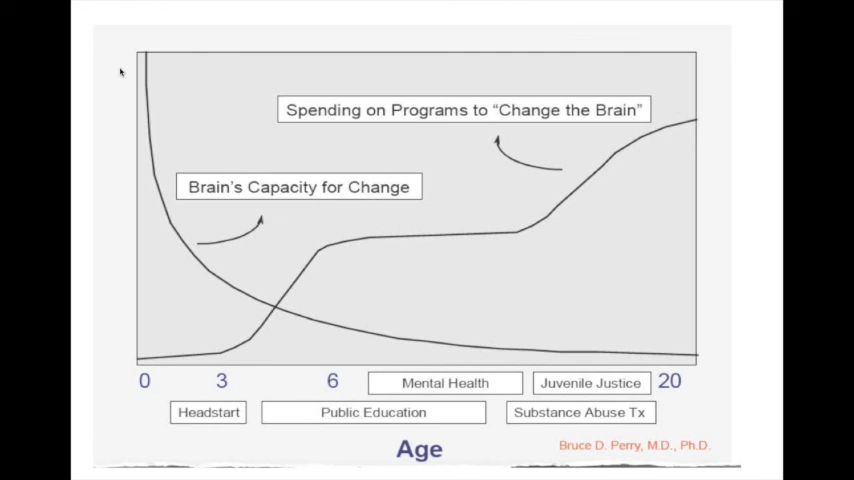 Spending on Programs to “Change the Brain”
Brain's Capacity for Change
0 3 6 Mental Health Juvenile Justice 20
Headstart Public Education Substance Abuse Tx
Age
Bruce D. Perry, M.D., Ph.D.